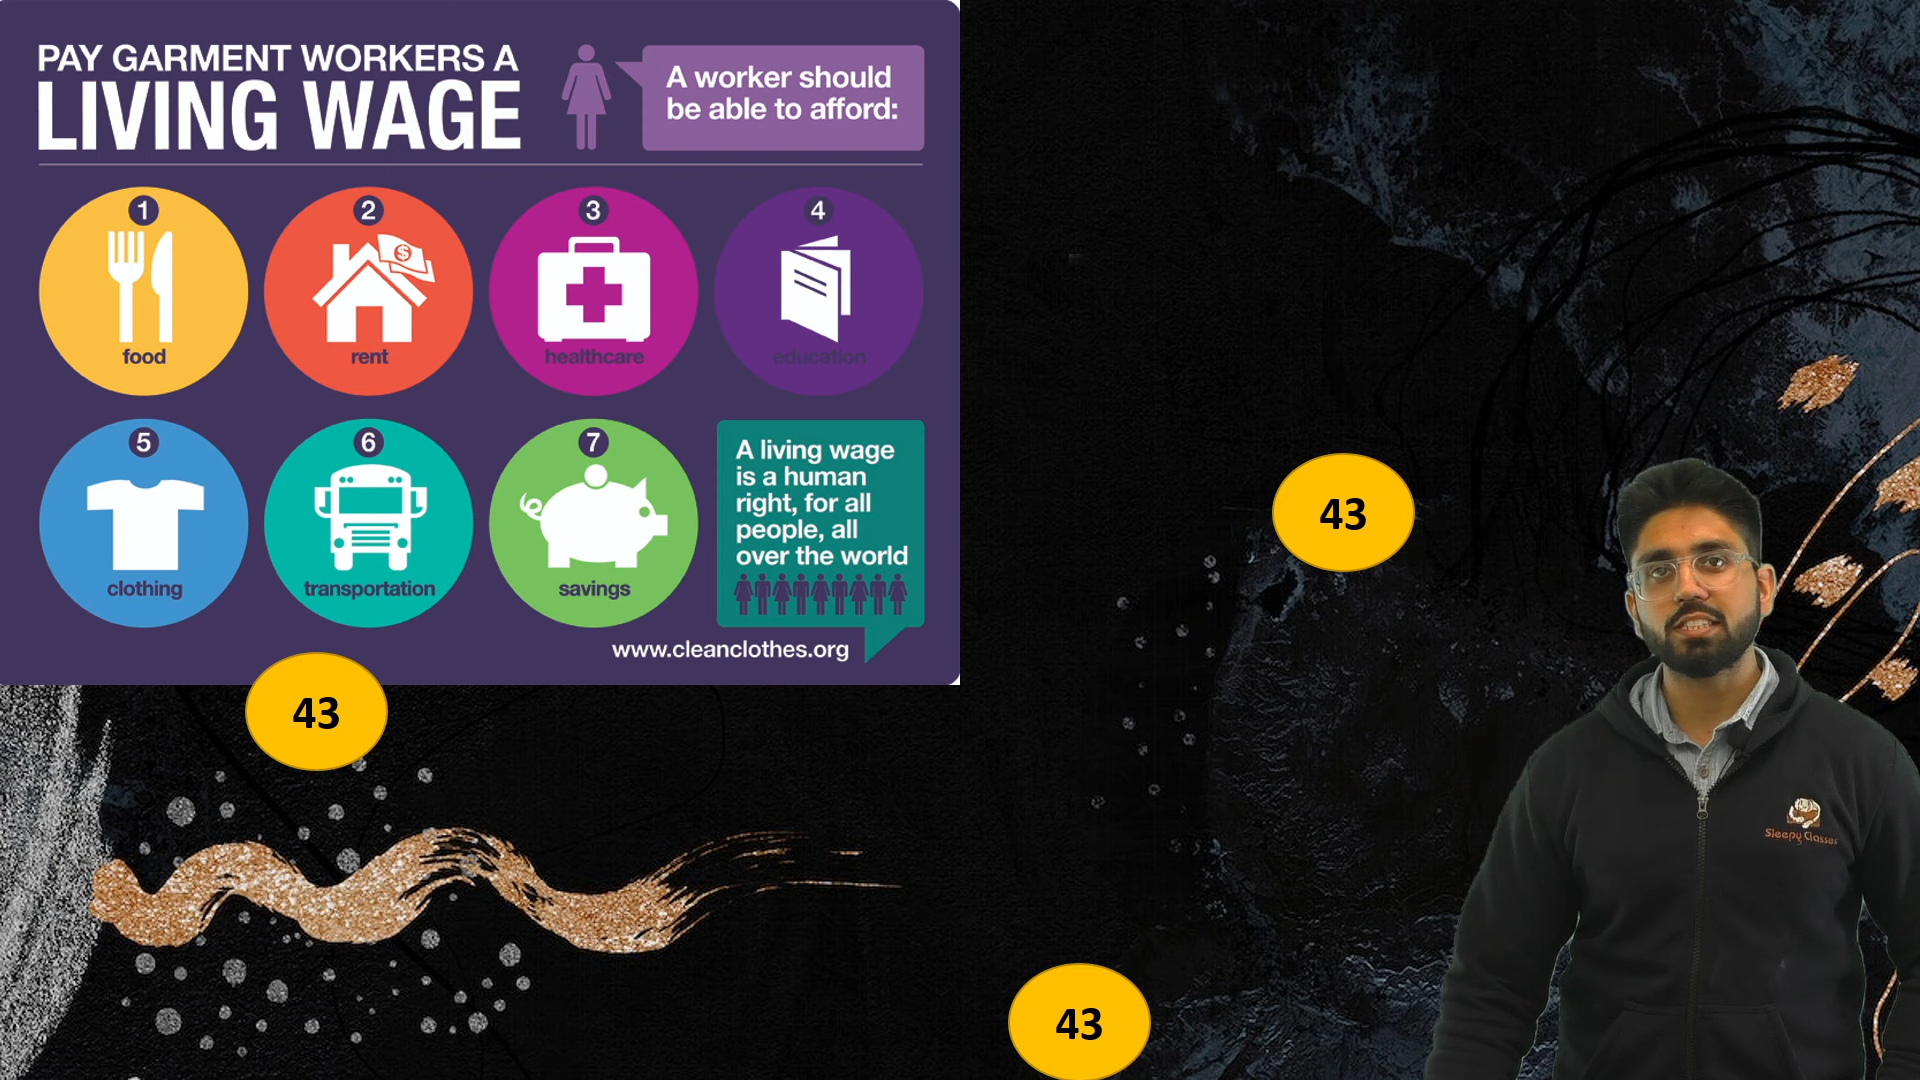 PAY GARMENT WORKERS A
LIVING WAGE
A worker should
be able to afford:
1
food
2
rent
3
healthcare
4
education
5
clothing
6
transportation
7
savings
A living wage
is a human
right, for all
people, all
over the world
www.cleanclothes.org
43
43
43
Sleepy Classes